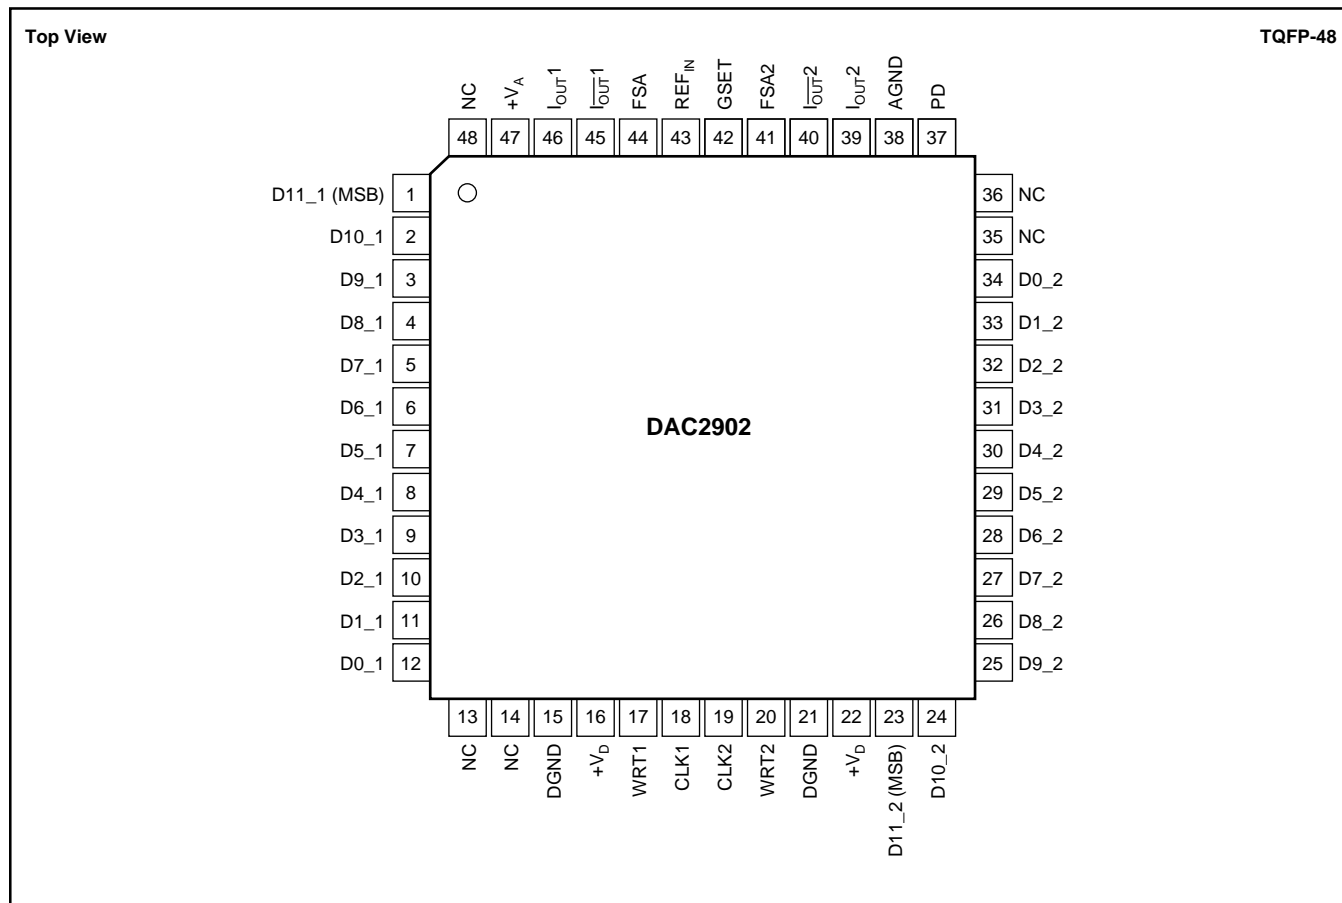 Top View
TQFP-48
NC
+VA
IOUT1
I̅O̅U̅T̅1
FSA
REFIN
GSET
FSA2
I̅O̅U̅T̅2
IOUT2
AGND
PD
48
47
46
45
44
43
42
41
40
39
38
37
D11_1 (MSB) 1
D10_1 2
D9_1 3
D8_1 4
D7_1 5
D6_1 6
D5_1 7
D4_1 8
D3_1 9
D2_1 10
D1_1 11
D0_1 12
DAC2902
36 NC
35 NC
34 D0_2
33 D1_2
32 D2_2
31 D3_2
30 D4_2
29 D5_2
28 D6_2
27 D7_2
26 D8_2
25 D9_2
13
14
15
16
17
18
19
20
21
22
23
24
NC
NC
DGND
+VD
WRT1
CLK1
CLK2
WRT2
DGND
+VD
D11_2 (MSB)
D10_2